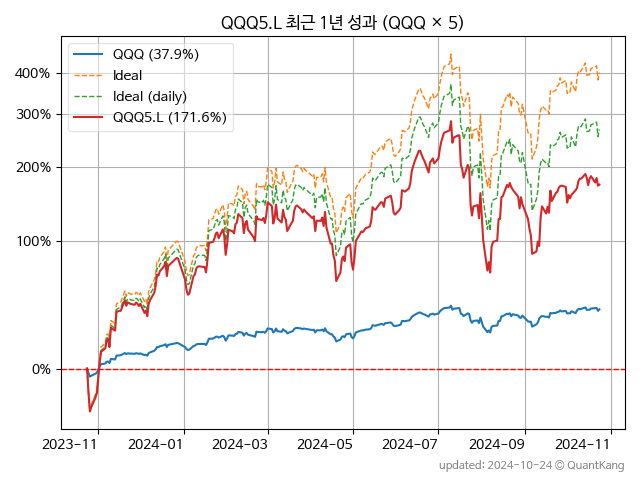 QQQ5.L 최근 1년 성과 (QQQ × 5)
QQQ (37.9%)
Ideal
Ideal (daily)
QQQ5.L (171.6%)
400%
300%
200%
100%
0%
2023-11 2024-01 2024-03 2024-05 2024-07 2024-09 2024-11
updated: 2024-10-24 © QuantKang